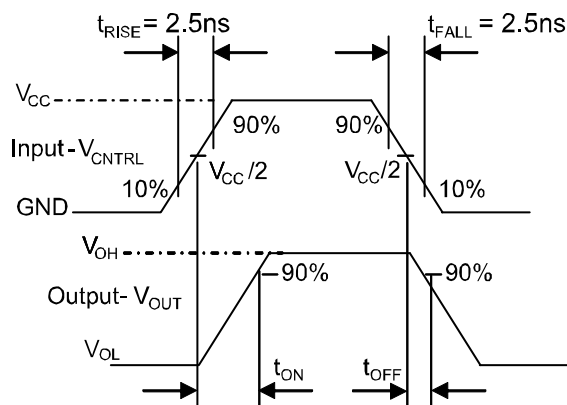 tRISE = 2.5ns
tFALL = 2.5ns
VCC
90%
90%
Input-VCNTRL
VCC/2
VCC/2
10%
10%
GND
VOH
90%
90%
Output-VOUT
VOL
tON
tOFF